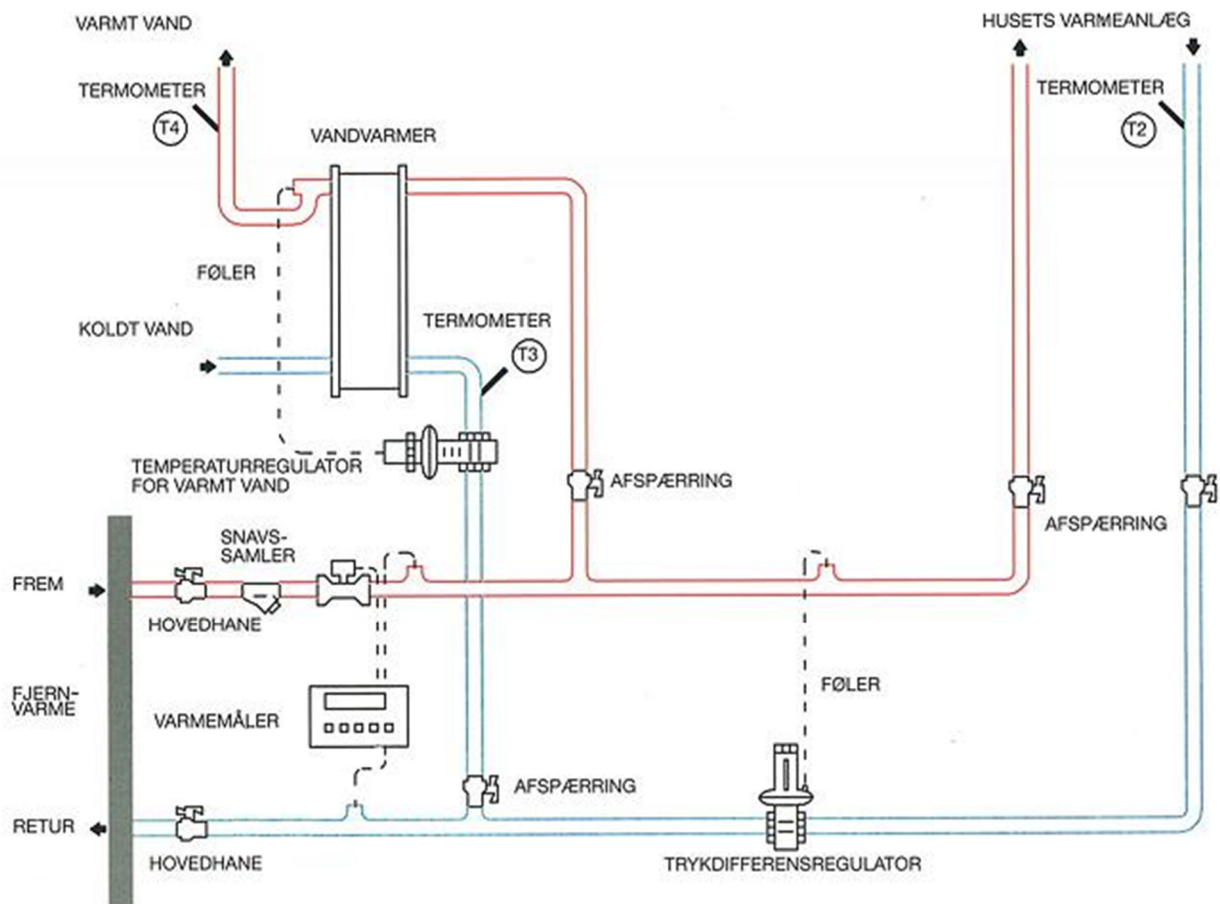 VARMT VAND
HUSETS VARMEANLÆG
TERMOMETER
T4
TERMOMETER
T2
VANDVARMER
FØLER
KOLDT VAND
TERMOMETER
T3
TEMPERATURREGULATOR
FOR VARMT VAND
AFSPÆRRING
AFSPÆRRING
SNAVS-
SAMLER
FREM
HOVEDHANE
FJERN-
VARME
VARMEMÅLER
FØLER
AFSPÆRRING
RETUR
HOVEDHANE
TRYKDIFFERENSREGULATOR